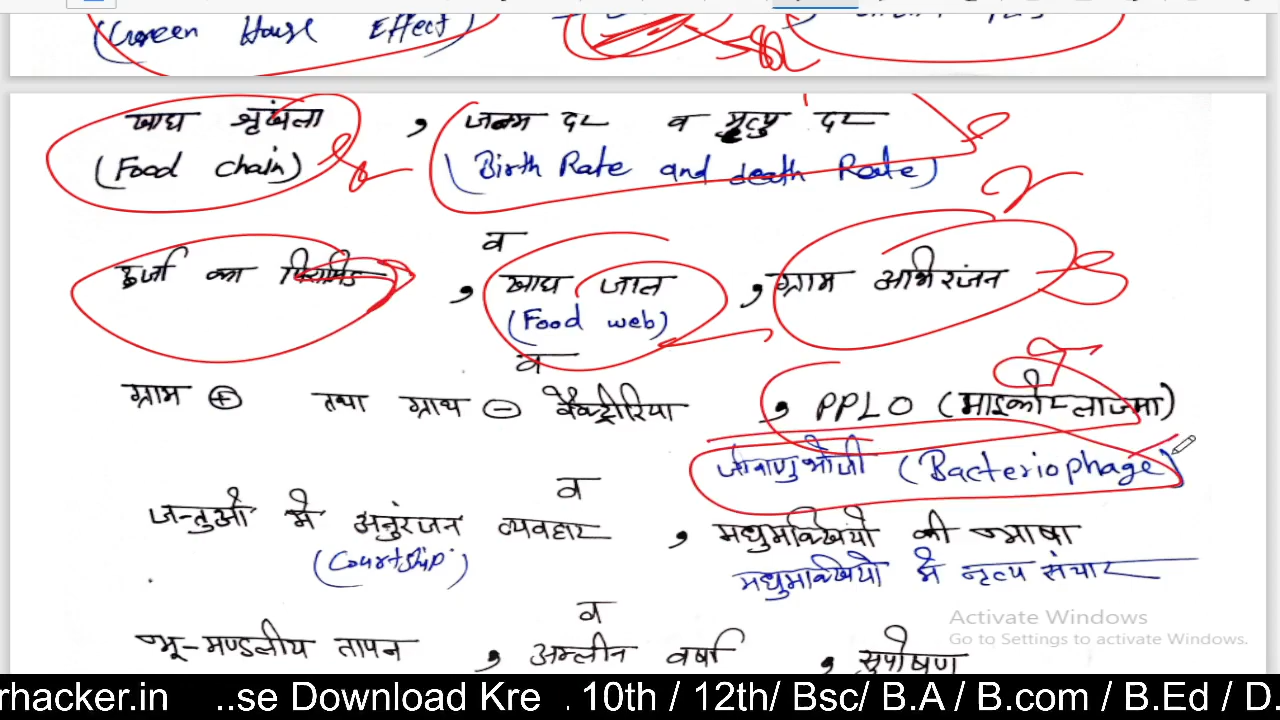 (Green House Effect)
खाद्य श्रृंखला , जन्म दर व मृत्यु दर
(Food chain) (Birth Rate and death Rate)
व
ऊर्जा का पिरामिड , खाद्य जाल , ग्राम अभिरंजन
(Food web)
व
ग्राम ⊕ तथा ग्राम ⊖ बैक्टीरिया , PPLO (माइकोप्लाज्मा)
जीवाणुभोजी (Bacteriophage)
व
जन्तुओं में अनुरंजन व्यवहार , मधुमक्खियों की भाषा
(Courtship) मधुमक्खियों में नृत्य संचार
Activate Windows
Go to Settings to activate Windows.
व
भू-मण्डलीय तापन , अम्लीय वर्षा , सुपोषण
rhacker.in ..se Download Kre . 10th / 12th/ Bsc/ B.A / B.com / B.Ed / D.